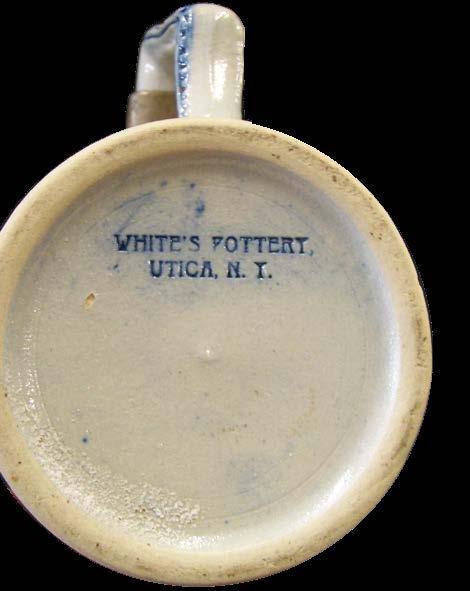 WHITE'S POTTERY,
UTICA, N. Y.